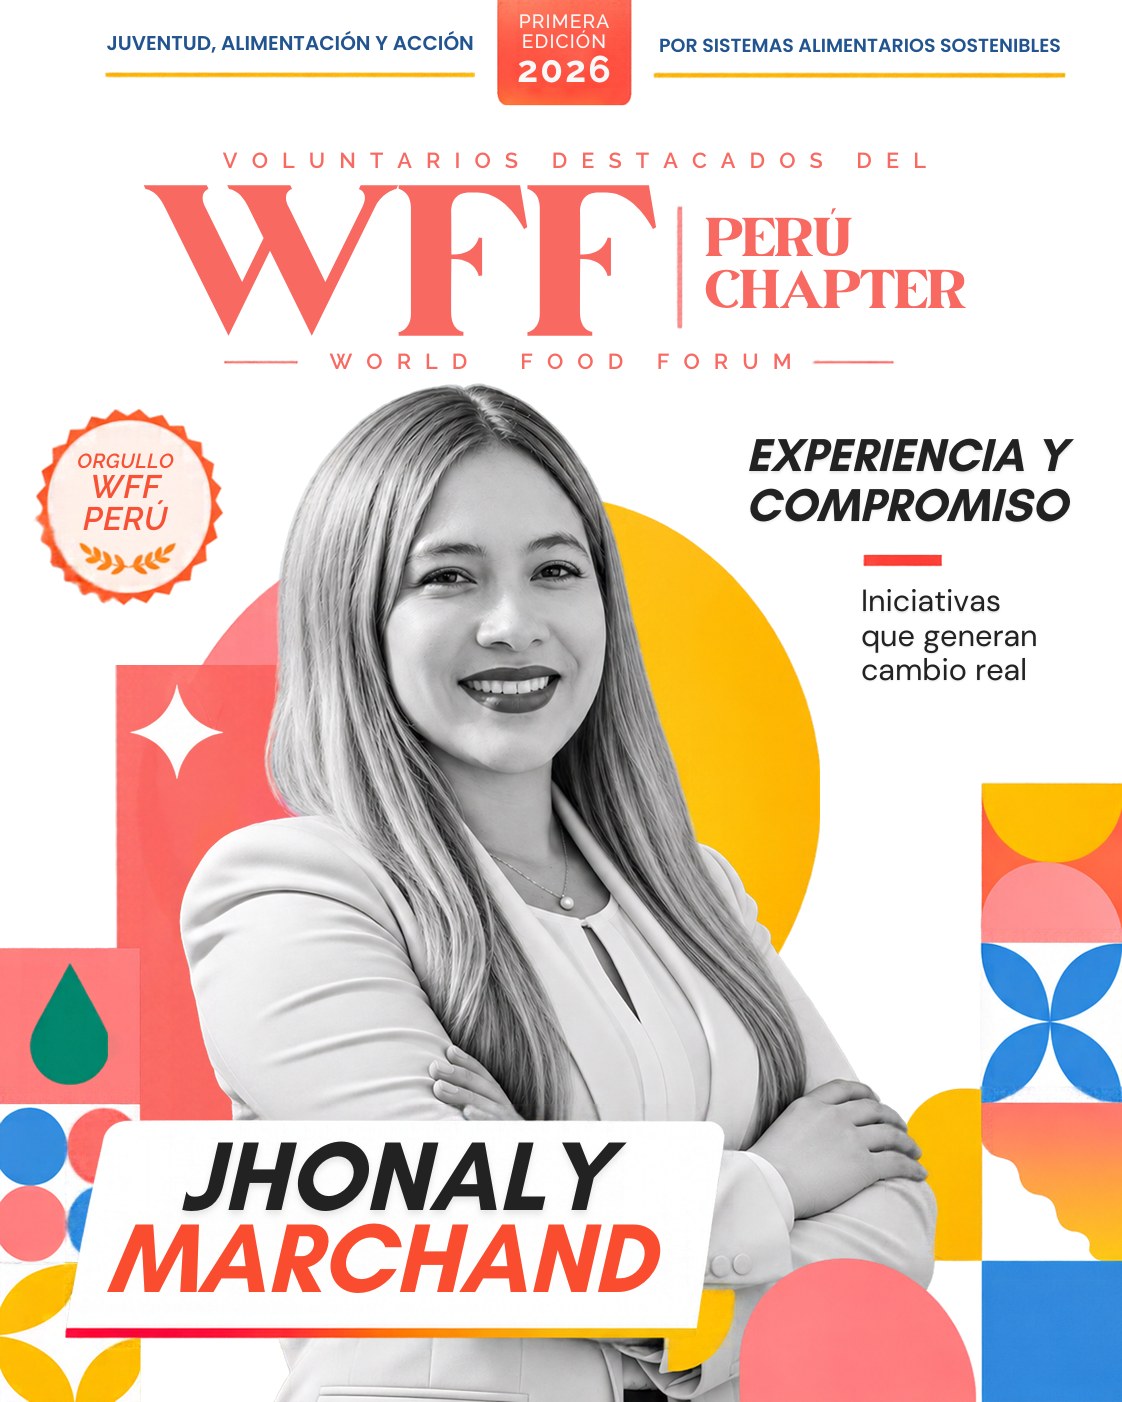 JUVENTUD, ALIMENTACIÓN Y ACCIÓN
PRIMERA
EDICIÓN
2026
POR SISTEMAS ALIMENTARIOS SOSTENIBLES
VOLUNTARIOS DESTACADOS DEL
WFF
PERÚ
CHAPTER
WORLD FOOD FORUM
ORGULLO
WFF
PERÚ
EXPERIENCIA Y
COMPROMISO
Iniciativas
que generan
cambio real
JHONALY
MARCHAND